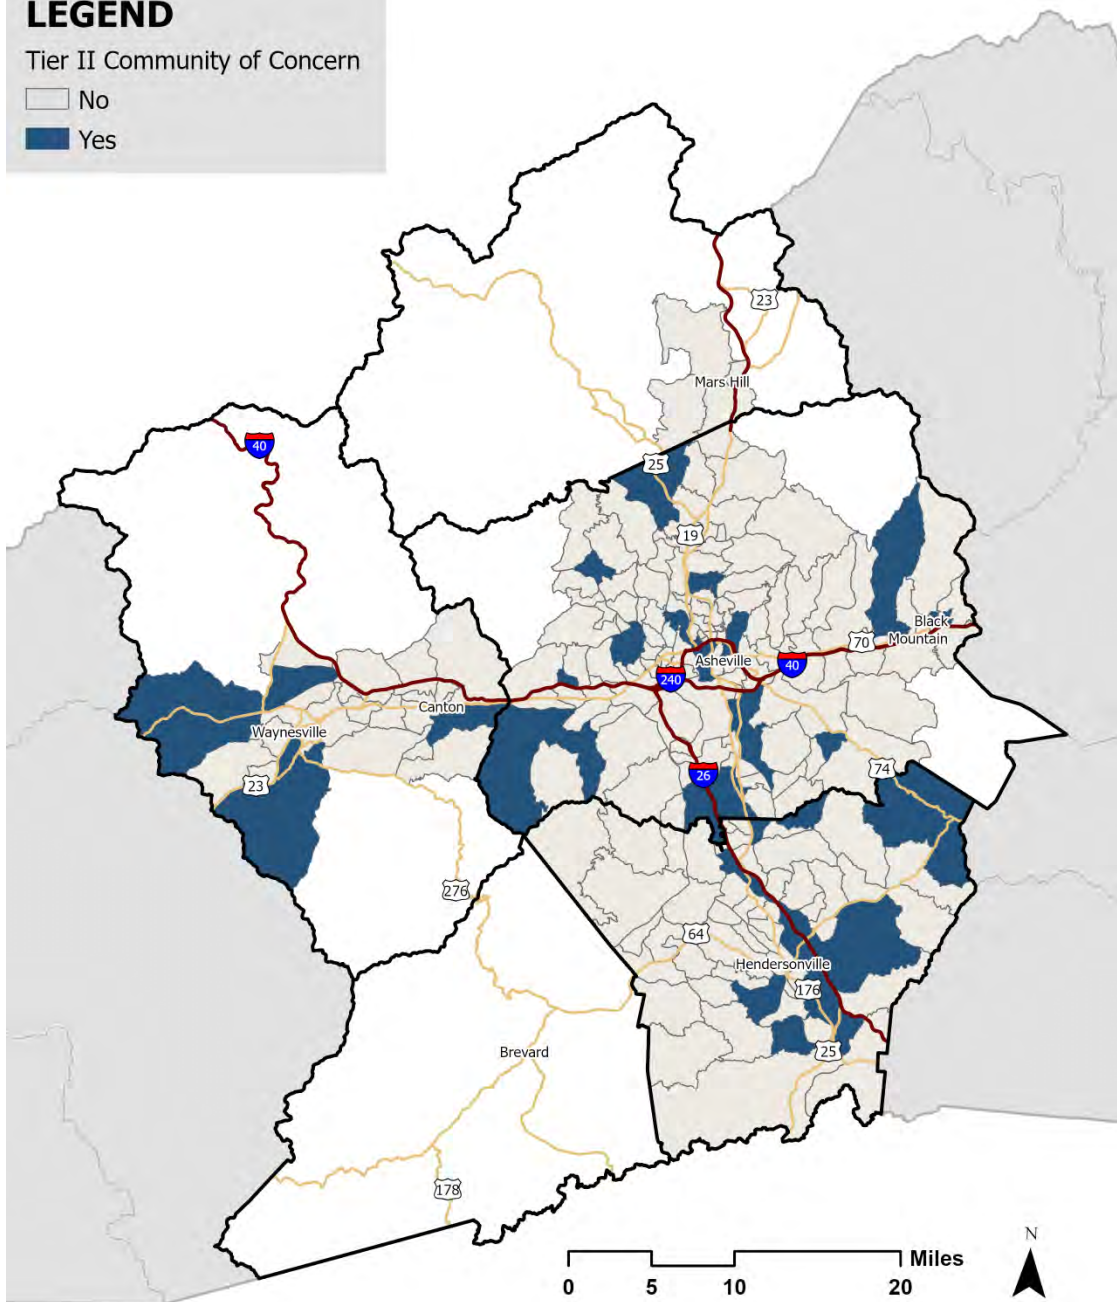 LEGEND
Tier II Community of Concern
No
Yes
23
Mars Hill
40
25
19
Black
Mountain
70
Asheville
40
240
Canton
Waynesville
26
74
23
276
64
Hendersonville
176
25
Brevard
178
N
Miles
0 5 10 20